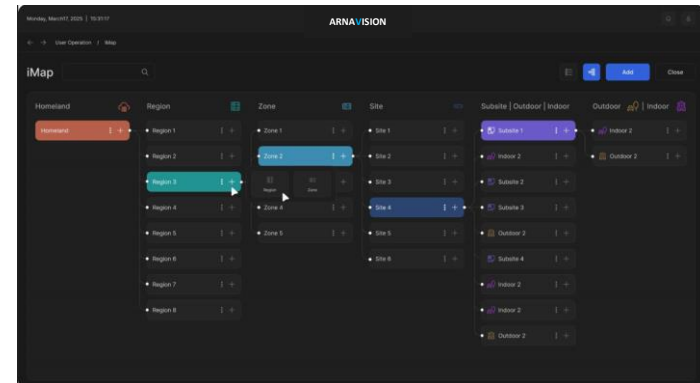 Monday, March17, 2025 | 10:31:17
ARNAVISION
User Operation / iMap
iMap
Add
Close
Homeland
Region
Zone
Site
Subsite | Outdoor | Indoor
Outdoor | Indoor
Homeland
Region 1
Zone 1
Site 1
Subsite 1
Indoor 2
Region 2
Zone 2
Site 2
Indoor 2
Outdoor 2
Region 3
Region
Zone
Site 3
Subsite 2
Region 4
Zone 4
Site 4
Subsite 3
Region 5
Zone 5
Site 5
Outdoor 2
Region 6
Site 6
Subsite 4
Region 7
Indoor 2
Region 8
Indoor 2
Outdoor 2